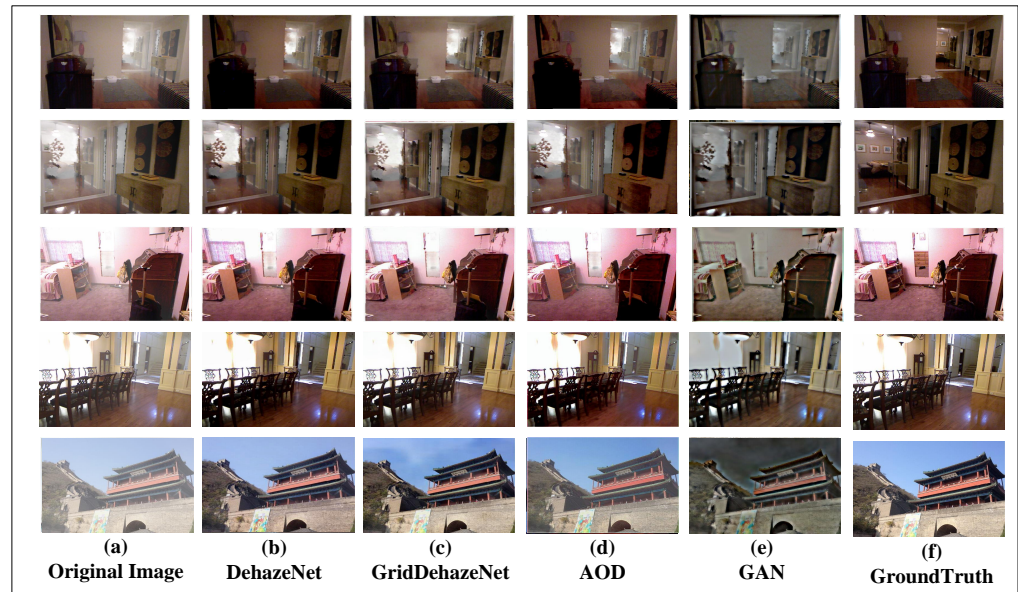 (a) (b) (c) (d) (e) (f)
Original Image DehazeNet GridDehazeNet AOD GAN GroundTruth